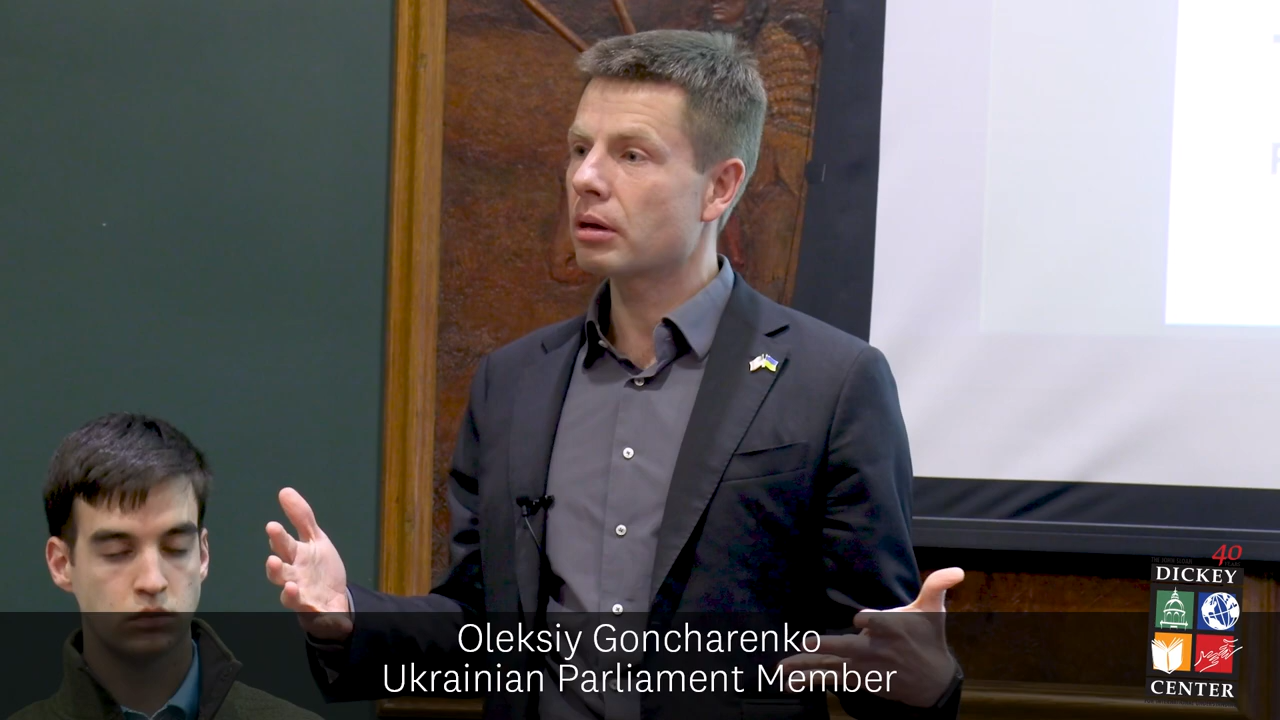 Oleksiy Goncharenko
Ukrainian Parliament Member
40
DICKEY
CENTER